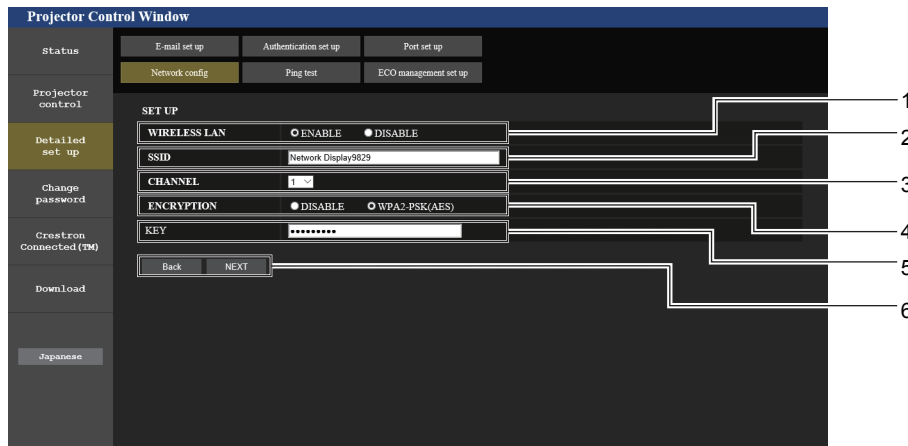 Projector Control Window
Status
E-mail set up
Authentication set up
Port set up
Network config
Ping test
ECO management set up
Projector
control
Detailed
set up
Change
password
Crestron
Connected(TM)
Download
Japanese
SET UP
WIRELESS LAN ENABLE DISABLE
SSID Network Display9829
CHANNEL 1
ENCRYPTION DISABLE WPA2-PSK(AES)
KEY •••••••••
Back NEXT
1
2
3
4
5
6